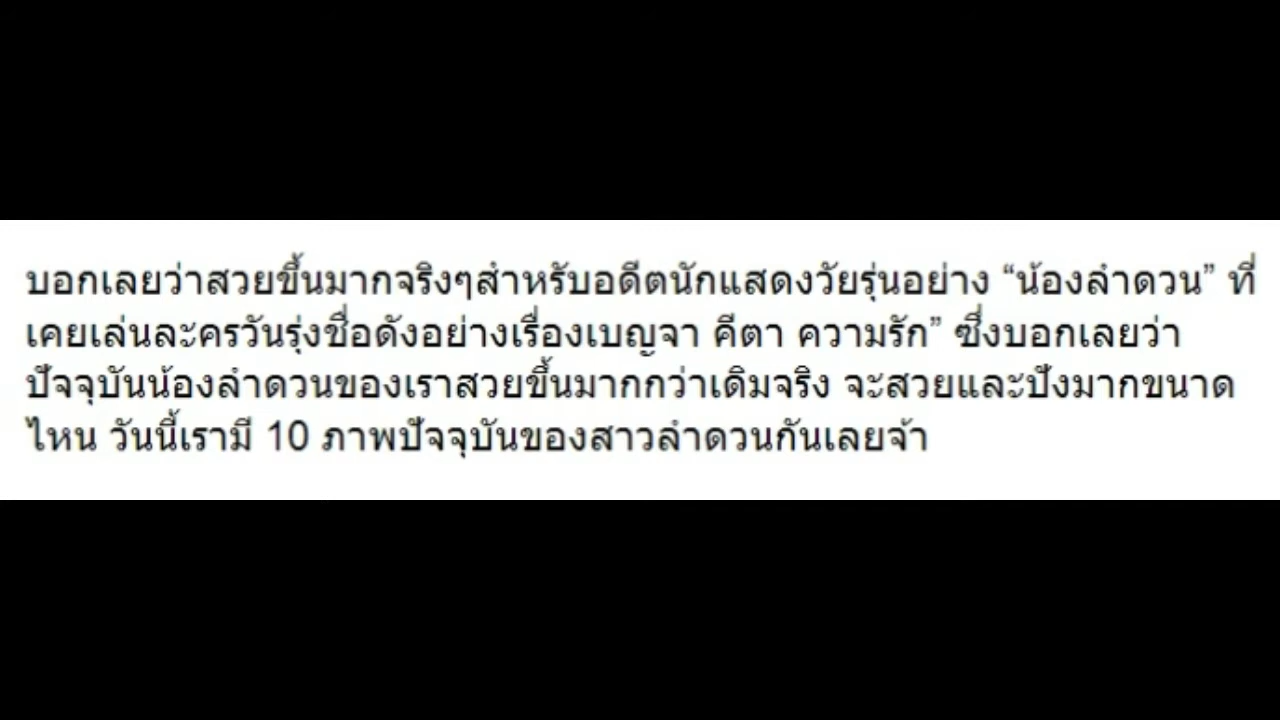 บอกเลยว่าสวยขึ้นมากจริงๆสำหรับอดีตนักแสดงวัยรุ่นอย่าง “น้องลำดวน” ที่
เคยเล่นละครวันรุ่งชื่อดังอย่างเรื่องเบญจา คีตา ความรัก” ซึ่งบอกเลยว่า
ปัจจุบันน้องลำดวนของเราสวยขึ้นมากกว่าเดิมจริง จะสวยและปังมากขนาด
ไหน วันนี้เรามี 10 ภาพปัจจุบันของสาวลำดวนกันเลยจ้า